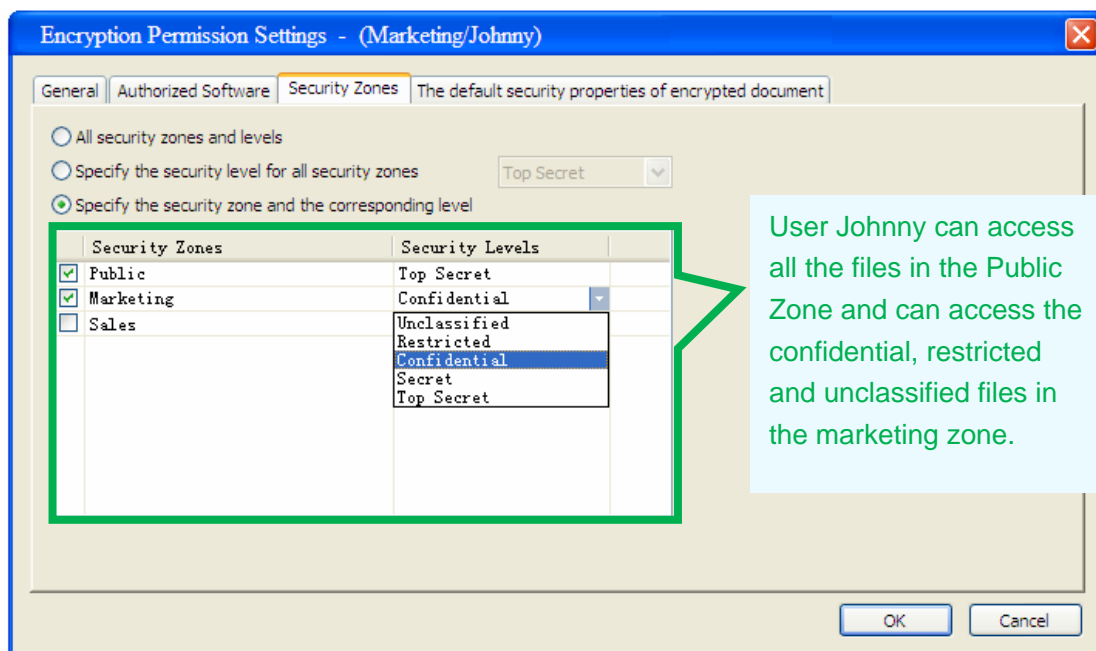 Encryption Permission Settings - (Marketing/Johnny)
General Authorized Software Security Zones The default security properties of encrypted document
All security zones and levels
Specify the security level for all security zones Top Secret
Specify the security zone and the corresponding level
Security Zones Security Levels
Public Top Secret
Marketing Confidential
Sales
Unclassified
Restricted
Confidential
Secret
Top Secret
User Johnny can access
all the files in the Public
Zone and can access the
confidential, restricted
and unclassified files in
the marketing zone.
OK Cancel